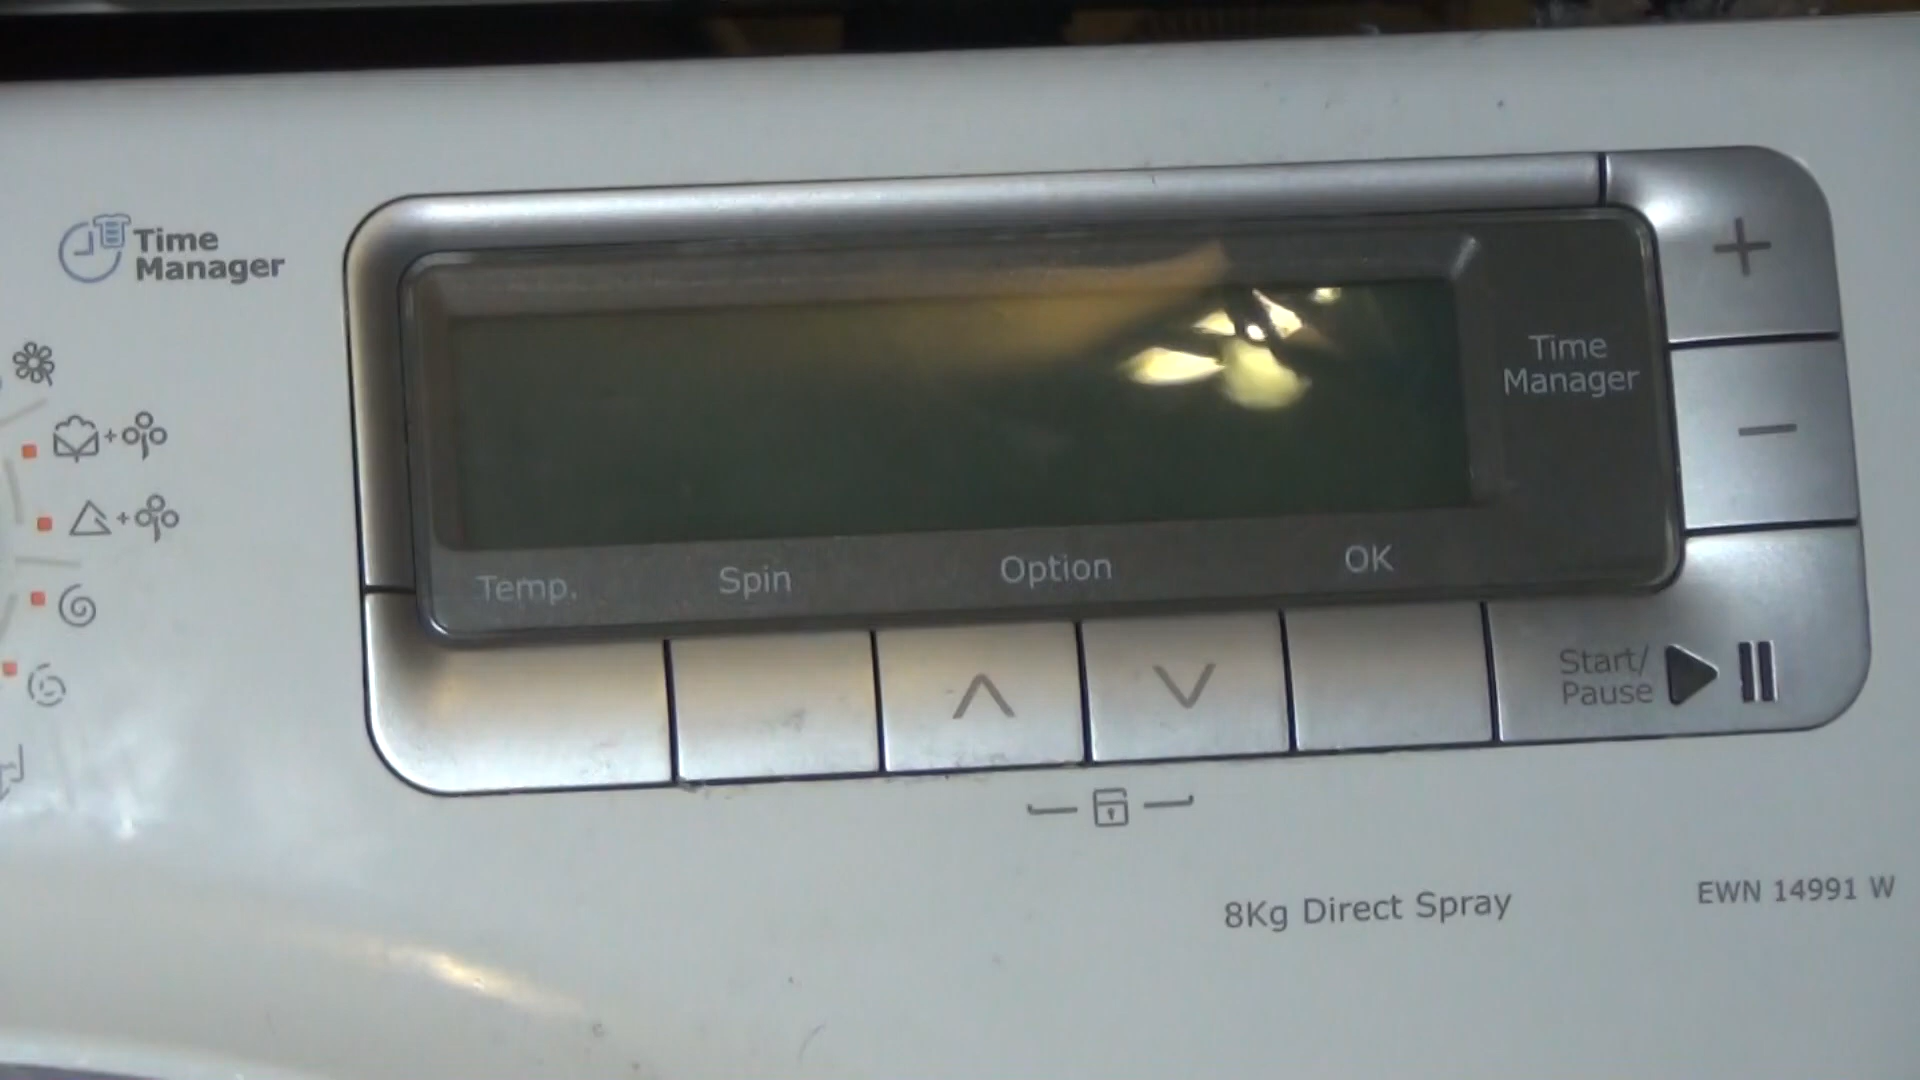 Time
Manager
Time
Manager
Temp.
Spin
Option
OK
Start/
Pause
8Kg Direct Spray
EWN 14991 W